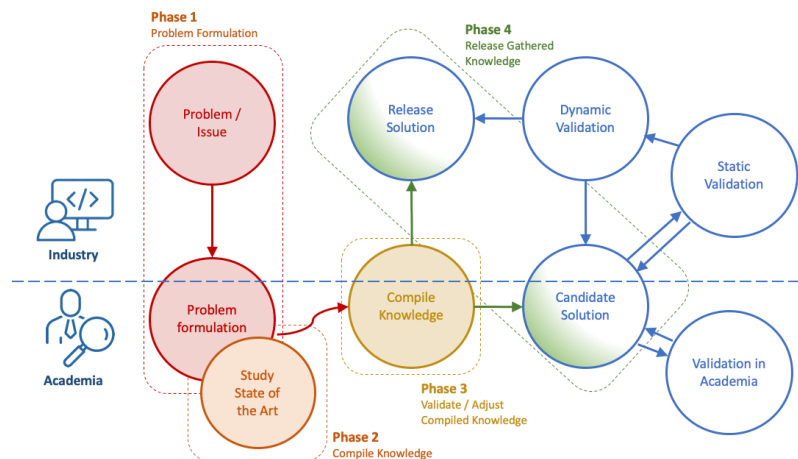 Phase 1
Problem Formulation
Phase 4
Release Gathered
Knowledge
Problem /
Issue
Release
Solution
Dynamic
Validation
Static
Validation
</>
Industry
Problem
formulation
Compile
Knowledge
Candidate
Solution
Academia
Study
State of
the Art
Validation in
Academia
Phase 3
Validate / Adjust
Compiled Knowledge
Phase 2
Compile Knowledge